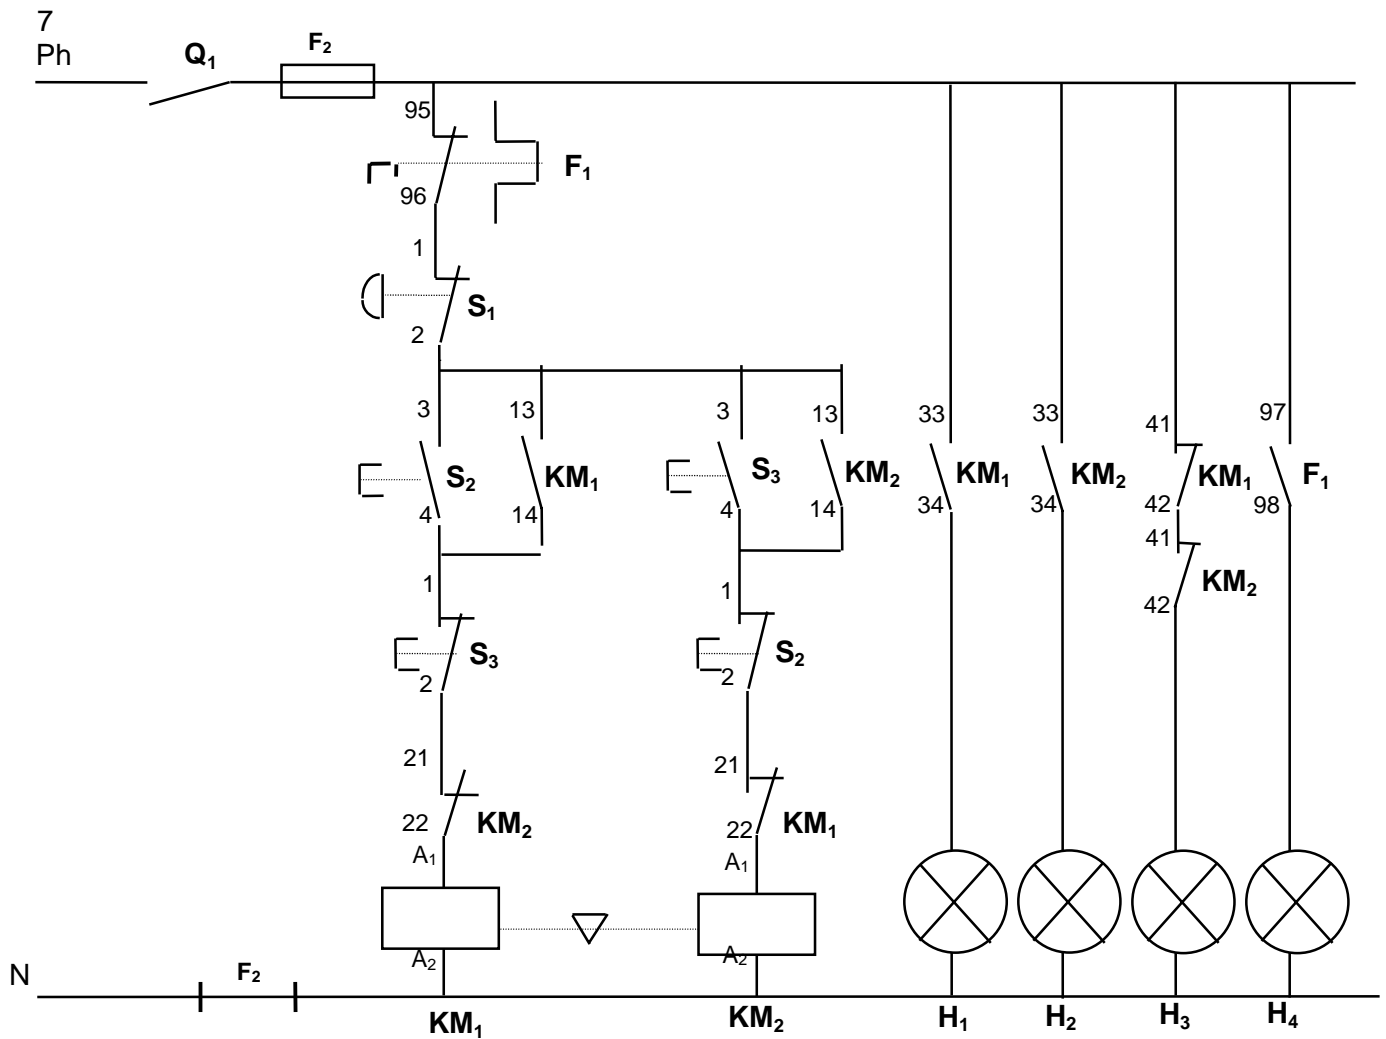 7
Ph
Q₁
F₂
95
F₁
96
1
S₁
2
3 13 3 13 33 33 41 97
S₂ KM₁ S₃ KM₂ KM₁ KM₂ KM₁ F₁
4 14 4 14 34 34 42 98
41
1 1 KM₂
42
S₃ S₂
2 2
21 21
22 KM₂ 22 KM₁
A₁ A₁
A₂ A₂
N F₂
KM₁ KM₂ H₁ H₂ H₃ H₄